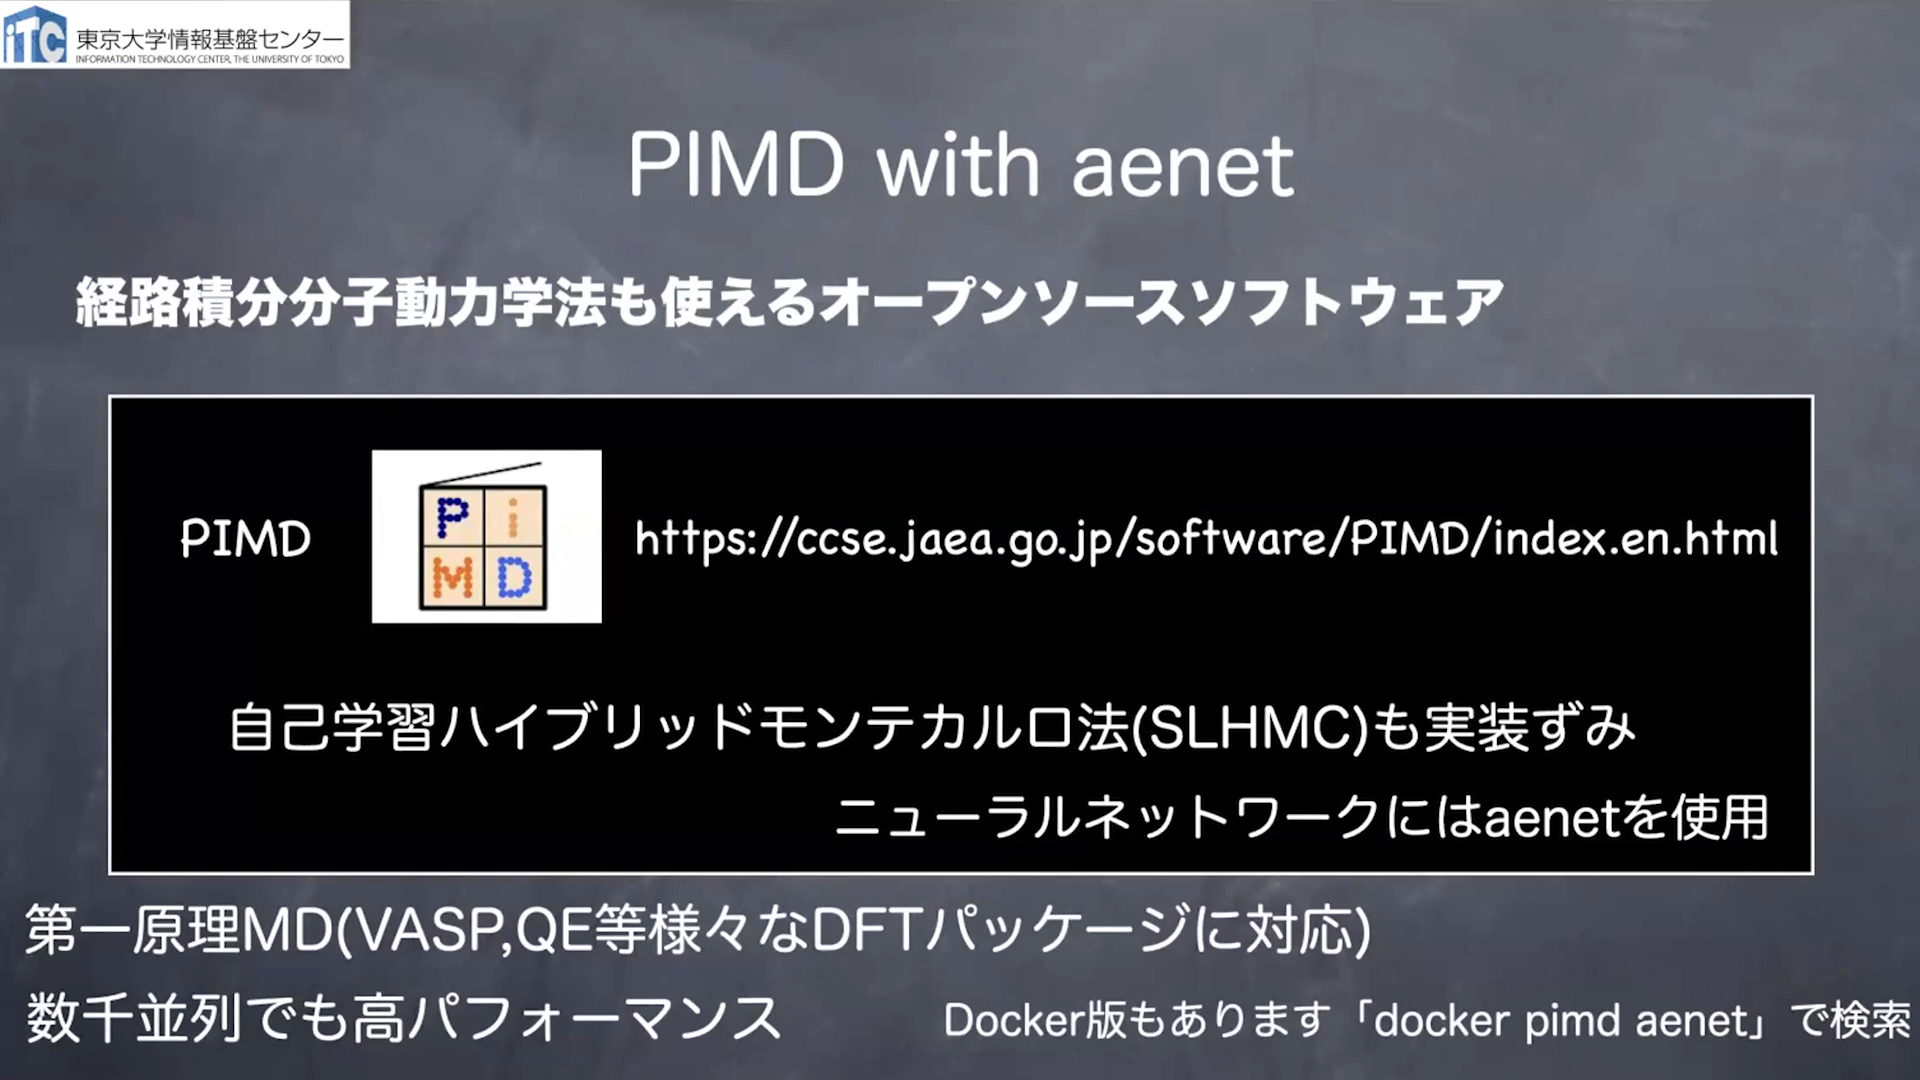 iTC 東京大学情報基盤センター
INFORMATION TECHNOLOGY CENTER, THE UNIVERSITY OF TOKYO
PIMD with aenet
経路積分分子動力学法も使えるオープンソースソフトウェア
PIMD
Pi
MD
https://ccse.jaea.go.jp/software/PIMD/index.en.html
自己学習ハイブリッドモンテカルロ法(SLHMC)も実装ずみ
ニューラルネットワークにはaenetを使用
第一原理MD(VASP,QE等様々なDFTパッケージに対応)
数千並列でも高パフォーマンス
Docker版もあります「docker pimd aenet」で検索